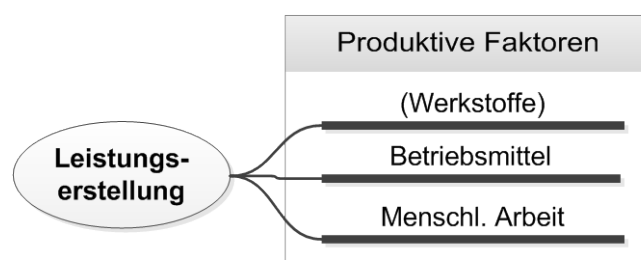 Produktive Faktoren
(Werkstoffe)
Leistungs-
erstellung
Betriebsmittel
Menschl. Arbeit